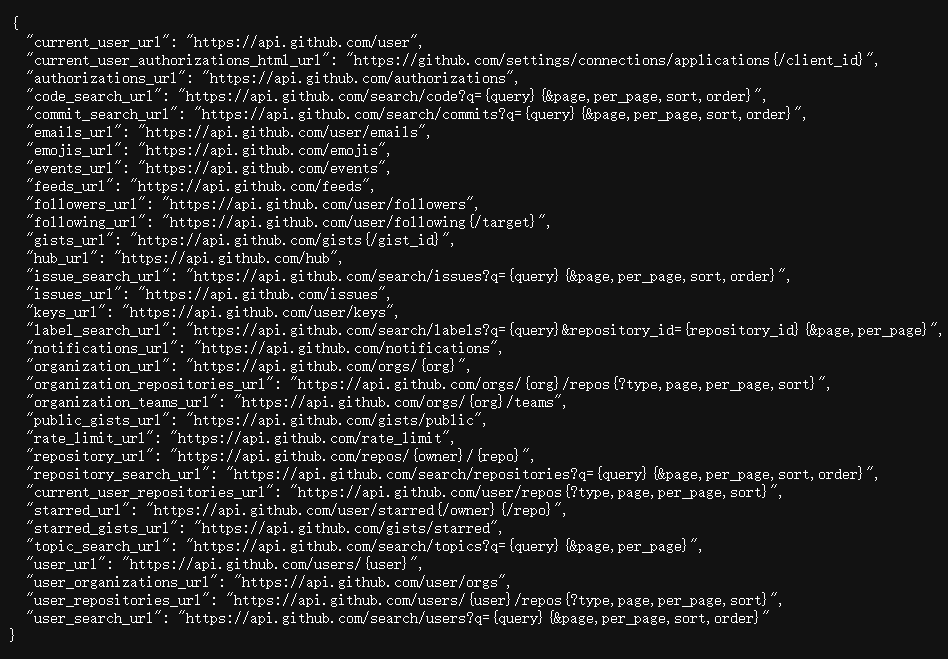 {
  "current_user_url": "https://api.github.com/user",
  "current_user_authorizations_html_url": "https://github.com/settings/connections/applications{/client_id}",
  "authorizations_url": "https://api.github.com/authorizations",
  "code_search_url": "https://api.github.com/search/code?q={query}{&page,per_page,sort,order}",
  "commit_search_url": "https://api.github.com/search/commits?q={query}{&page,per_page,sort,order}",
  "emails_url": "https://api.github.com/user/emails",
  "emojis_url": "https://api.github.com/emojis",
  "events_url": "https://api.github.com/events",
  "feeds_url": "https://api.github.com/feeds",
  "followers_url": "https://api.github.com/user/followers",
  "following_url": "https://api.github.com/user/following{/target}",
  "gists_url": "https://api.github.com/gists{/gist_id}",
  "hub_url": "https://api.github.com/hub",
  "issue_search_url": "https://api.github.com/search/issues?q={query}{&page,per_page,sort,order}",
  "issues_url": "https://api.github.com/issues",
  "keys_url": "https://api.github.com/user/keys",
  "label_search_url": "https://api.github.com/search/labels?q={query}&repository_id={repository_id}{&page,per_page}",
  "notifications_url": "https://api.github.com/notifications",
  "organization_url": "https://api.github.com/orgs/{org}",
  "organization_repositories_url": "https://api.github.com/orgs/{org}/repos{?type,page,per_page,sort}",
  "organization_teams_url": "https://api.github.com/orgs/{org}/teams",
  "public_gists_url": "https://api.github.com/gists/public",
  "rate_limit_url": "https://api.github.com/rate_limit",
  "repository_url": "https://api.github.com/repos/{owner}/{repo}",
  "repository_search_url": "https://api.github.com/search/repositories?q={query}{&page,per_page,sort,order}",
  "current_user_repositories_url": "https://api.github.com/user/repos{?type,page,per_page,sort}",
  "starred_url": "https://api.github.com/user/starred{/owner}{/repo}",
  "starred_gists_url": "https://api.github.com/gists/starred",
  "topic_search_url": "https://api.github.com/search/topics?q={query}{&page,per_page}",
  "user_url": "https://api.github.com/users/{user}",
  "user_organizations_url": "https://api.github.com/user/orgs",
  "user_repositories_url": "https://api.github.com/users/{user}/repos{?type,page,per_page,sort}",
  "user_search_url": "https://api.github.com/search/users?q={query}{&page,per_page,sort,order}"
}